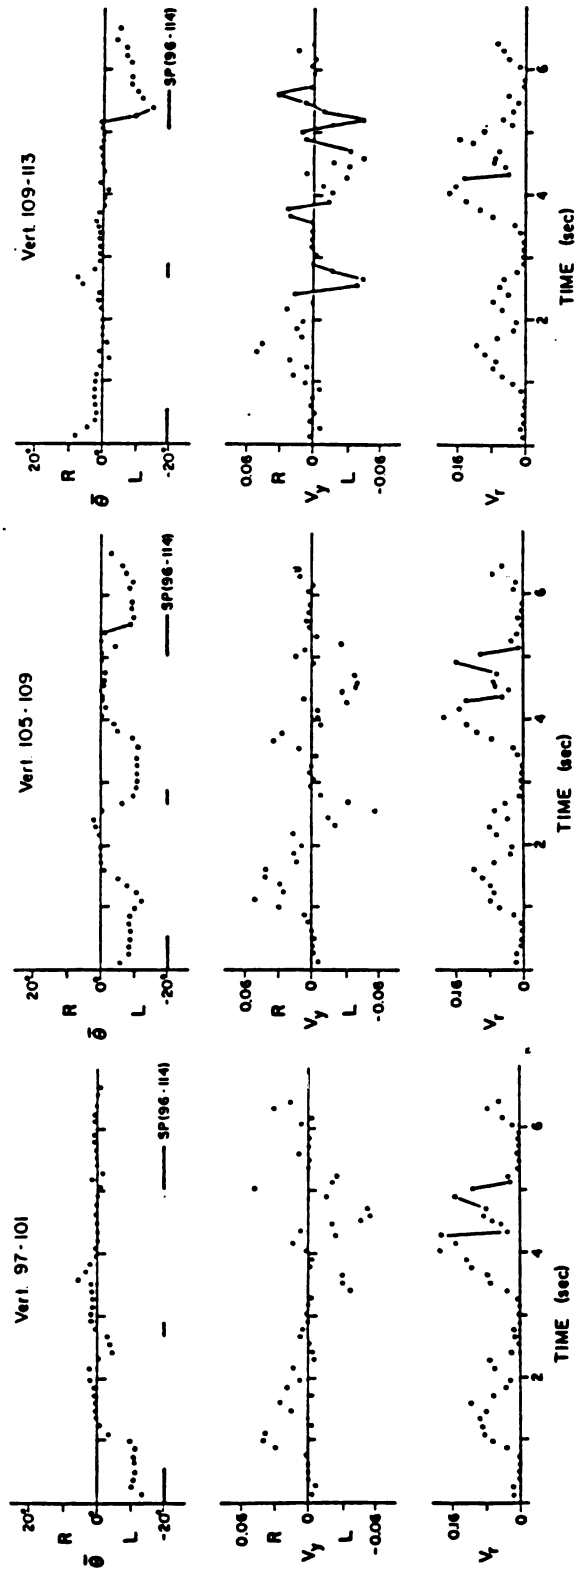 Vert. 97-101
20°
R
θ̄ 0°
L
-20°
SP(96-114)
0.06
R
Vy 0
L
-0.06
0.16
Vr
0
2
4
6
TIME (sec)
Vert. 105-109
20°
R
θ̄ 0°
L
-20°
SP(96-114)
0.06
R
Vy 0
L
-0.06
0.16
Vr
0
2
4
6
TIME (sec)
Vert. 109-113
20°
R
θ̄ 0°
L
-20°
SP(96-114)
0.06
R
Vy 0
L
-0.06
0.16
Vr
0
2
4
6
TIME (sec)